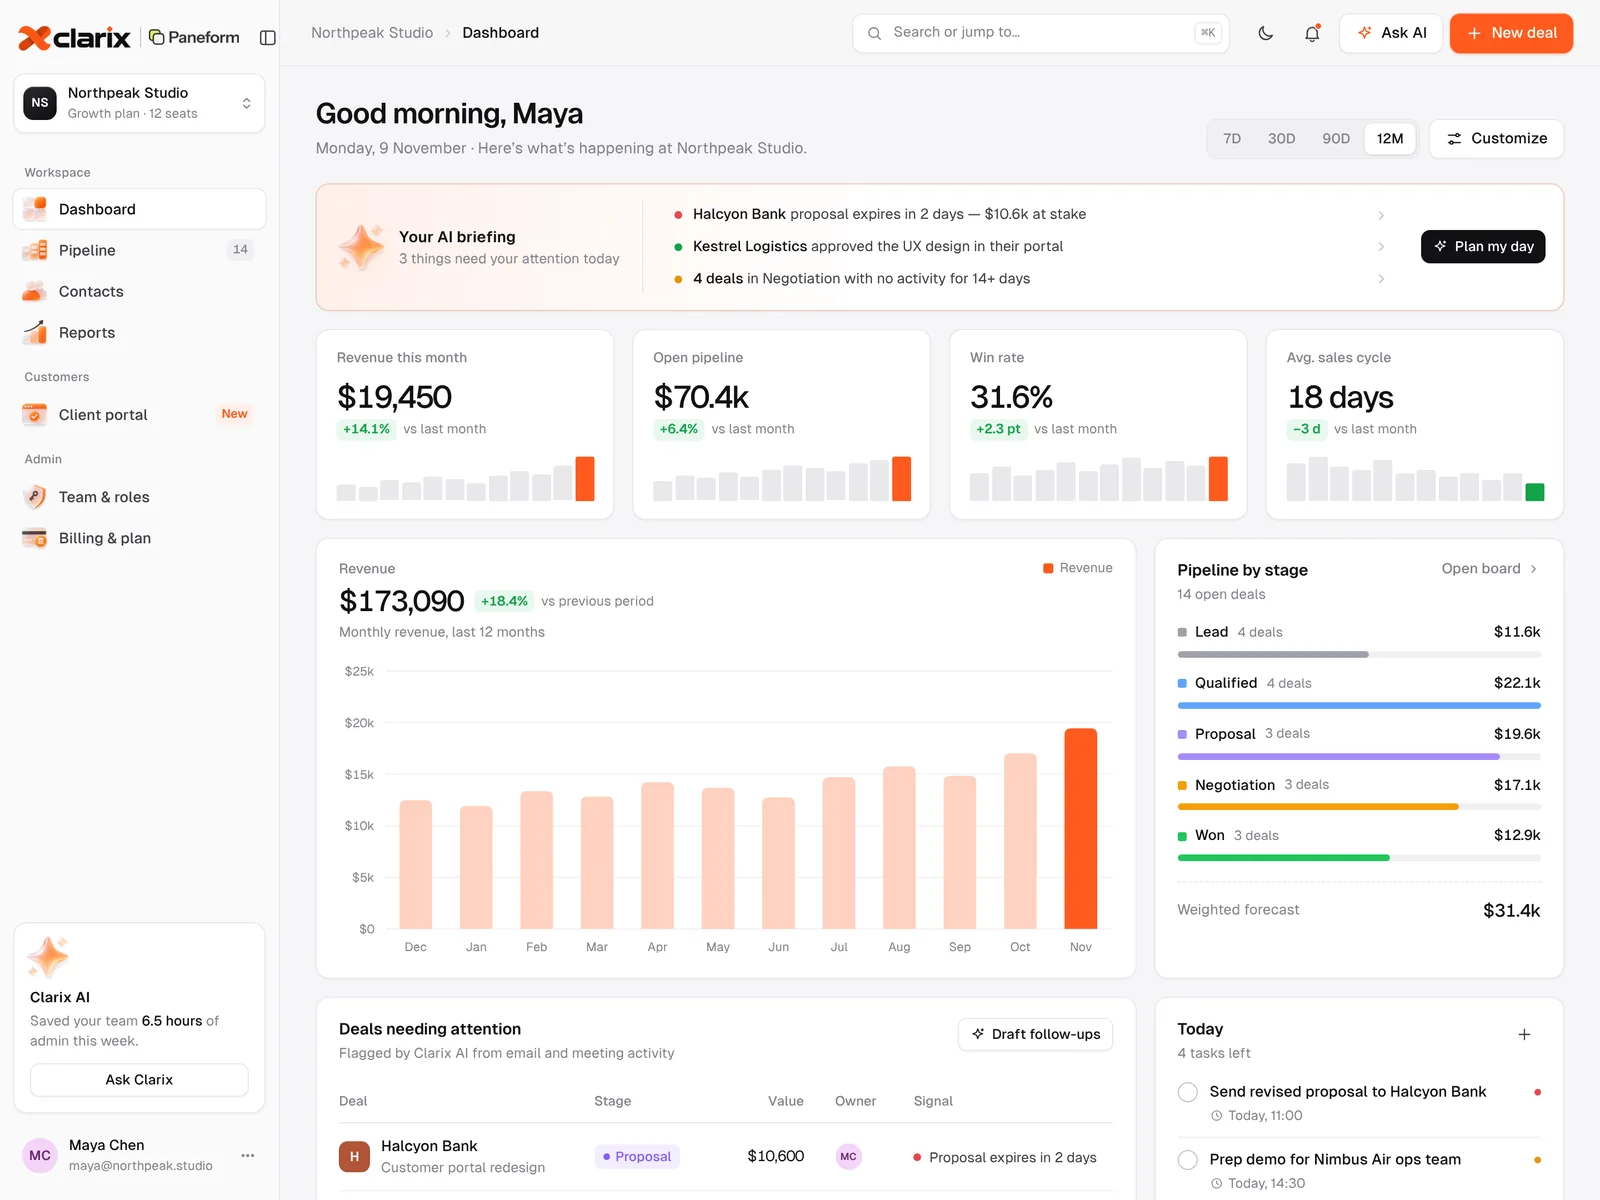 clarix
Paneform
Northpeak Studio
Dashboard
Search or jump to...
⌘K
Ask AI
New deal
NS
Northpeak Studio
Growth plan · 12 seats
Workspace
Dashboard
Pipeline
14
Contacts
Reports
Customers
Client portal
New
Admin
Team & roles
Billing & plan
Clarix AI
Saved your team 6.5 hours of
admin this week.
Ask Clarix
MC
Maya Chen
maya@northpeak.studio
Good morning, Maya
Monday, 9 November · Here's what's happening at Northpeak Studio.
7D
30D
90D
12M
Customize
Your AI briefing
3 things need your attention today
Halcyon Bank proposal expires in 2 days — $10.6k at stake
Kestrel Logistics approved the UX design in their portal
4 deals in Negotiation with no activity for 14+ days
Plan my day
Revenue this month
$19,450
+14.1% vs last month
Open pipeline
$70.4k
+6.4% vs last month
Win rate
31.6%
+2.3 pt vs last month
Avg. sales cycle
18 days
−3 d vs last month
Revenue
Revenue
$173,090 +18.4% vs previous period
Monthly revenue, last 12 months
$25k
$20k
$15k
$10k
$5k
$0
Dec Jan Feb Mar Apr May Jun Jul Aug Sep Oct Nov
Pipeline by stage
Open board
14 open deals
Lead 4 deals $11.6k
Qualified 4 deals $22.1k
Proposal 3 deals $19.6k
Negotiation 3 deals $17.1k
Won 3 deals $12.9k
Weighted forecast $31.4k
Deals needing attention
Flagged by Clarix AI from email and meeting activity
Draft follow-ups
Deal Stage Value Owner Signal
H
Halcyon Bank
Customer portal redesign
Proposal
$10,600
MC
Proposal expires in 2 days
Today
4 tasks left
Send revised proposal to Halcyon Bank
Today, 11:00
Prep demo for Nimbus Air ops team
Today, 14:30